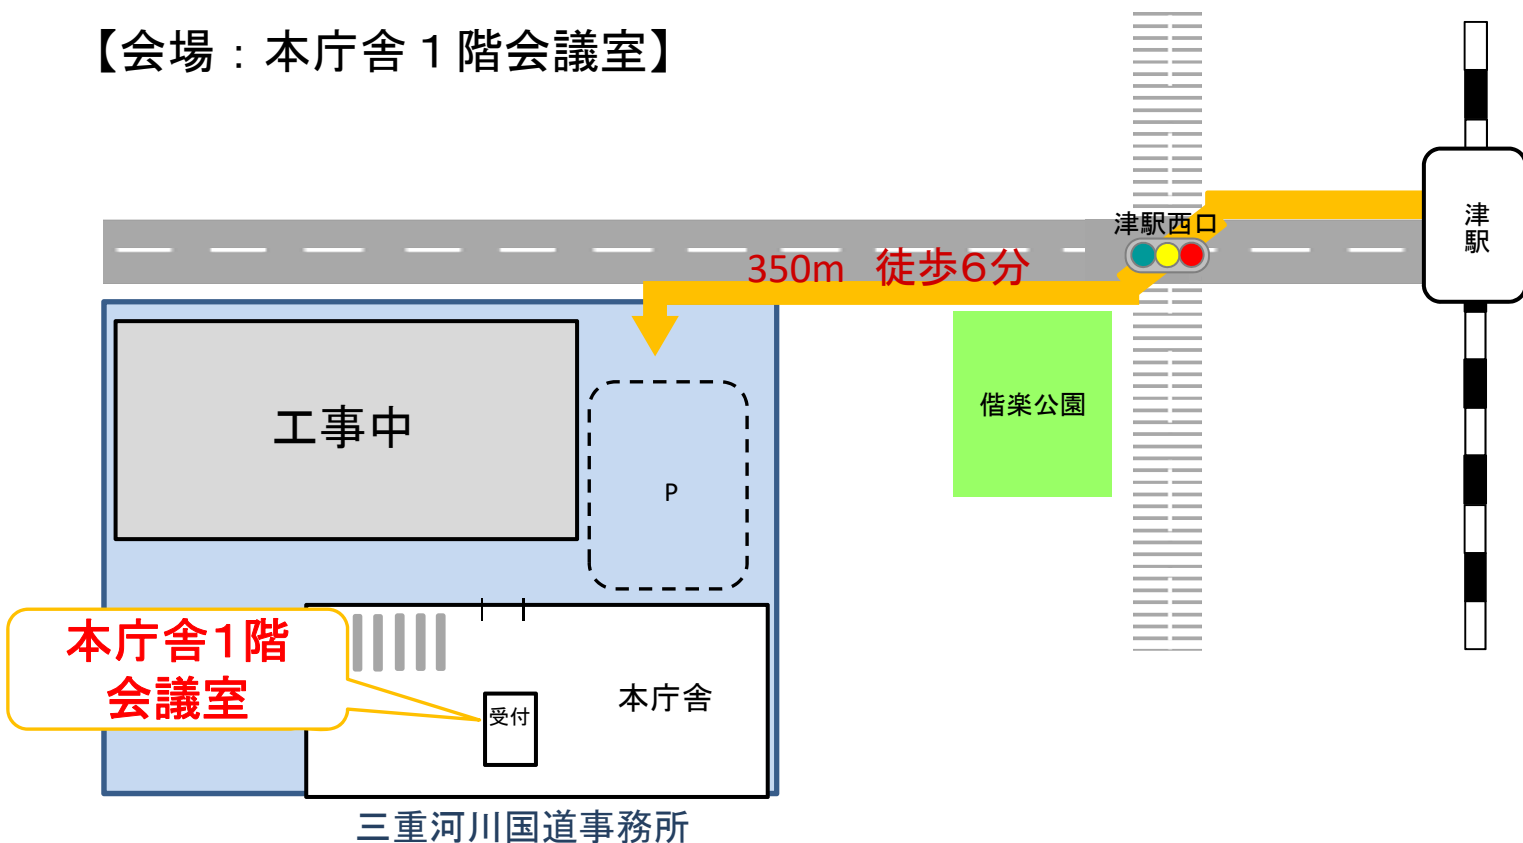 【会場：本庁舎１階会議室】
津駅西口
津駅
350m　徒歩６分
偕楽公園
工事中
P
本庁舎１階
会議室
受付
本庁舎
三重河川国道事務所